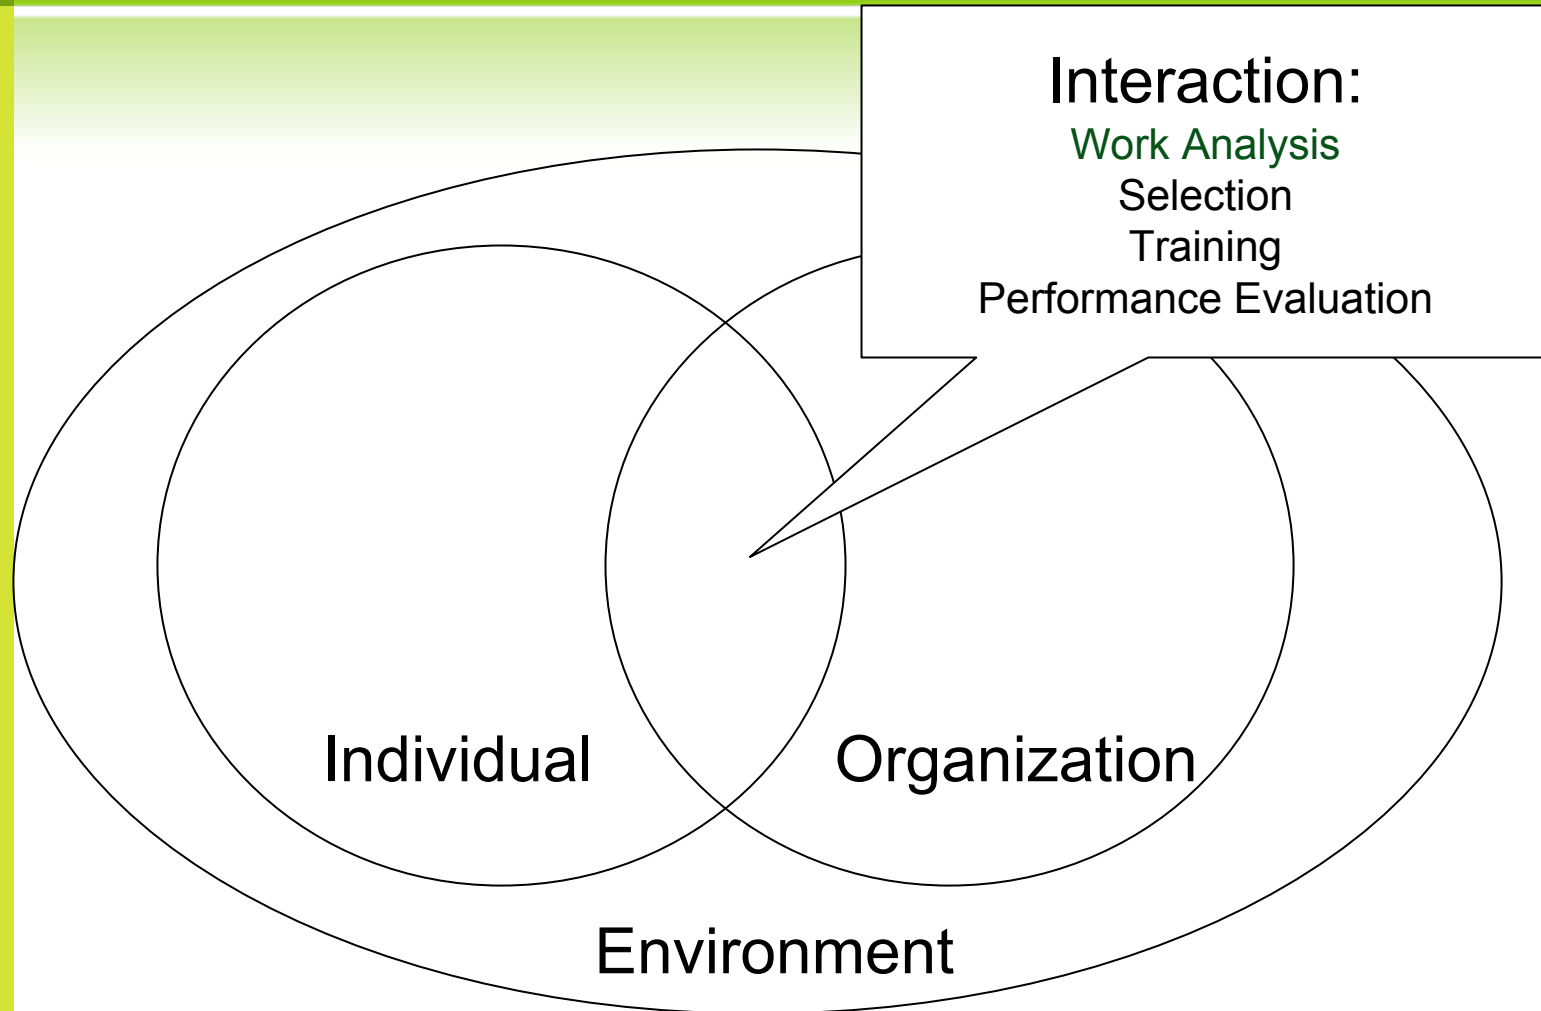 Interaction:
Work Analysis
Selection
Training
Performance Evaluation
Individual
Organization
Environment